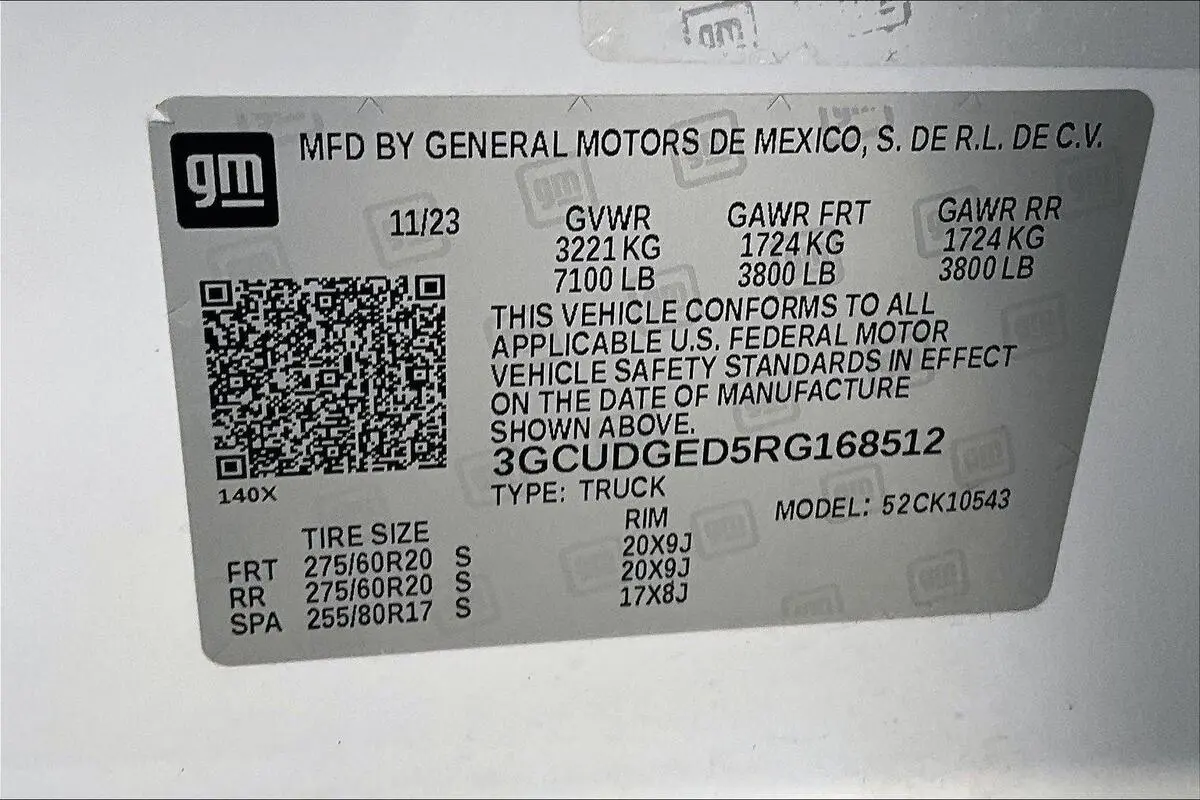 gm
gm MFD BY GENERAL MOTORS DE MEXICO, S. DE R.L. DE C.V.
11/23 GVWR GAWR FRT GAWR RR
3221 KG 1724 KG 1724 KG
7100 LB 3800 LB 3800 LB
THIS VEHICLE CONFORMS TO ALL
APPLICABLE U.S. FEDERAL MOTOR
VEHICLE SAFETY STANDARDS IN EFFECT
ON THE DATE OF MANUFACTURE
SHOWN ABOVE.
3GCUDGED5RG168512
140X
TYPE: TRUCK MODEL: 52CK10543
TIRE SIZE RIM
FRT 275/60R20 S 20X9J
RR 275/60R20 S 20X9J
SPA 255/80R17 S 17X8J